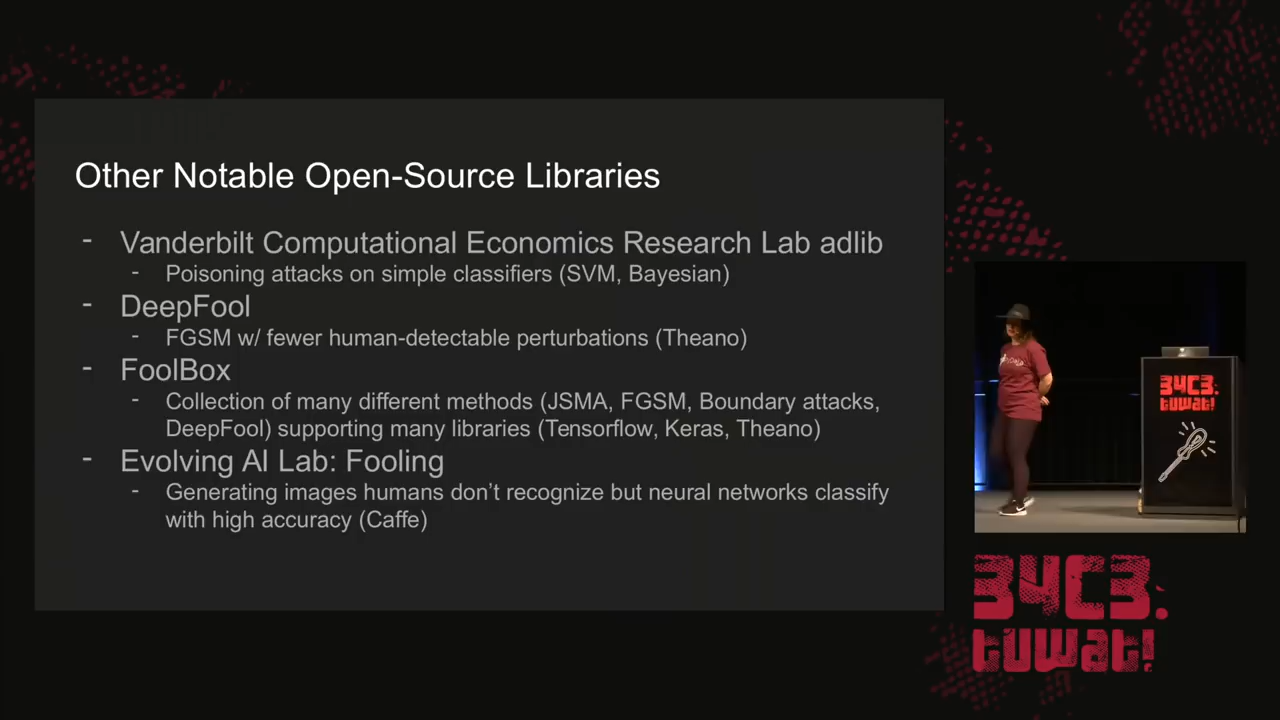 Other Notable Open-Source Libraries
- Vanderbilt Computational Economics Research Lab adlib
- Poisoning attacks on simple classifiers (SVM, Bayesian)
- DeepFool
- FGSM w/ fewer human-detectable perturbations (Theano)
- FoolBox
- Collection of many different methods (JSMA, FGSM, Boundary attacks,
DeepFool) supporting many libraries (Tensorflow, Keras, Theano)
- Evolving AI Lab: Fooling
- Generating images humans don’t recognize but neural networks classify
with high accuracy (Caffe)
34C3.
tuwat!
34C3.
tuwat!